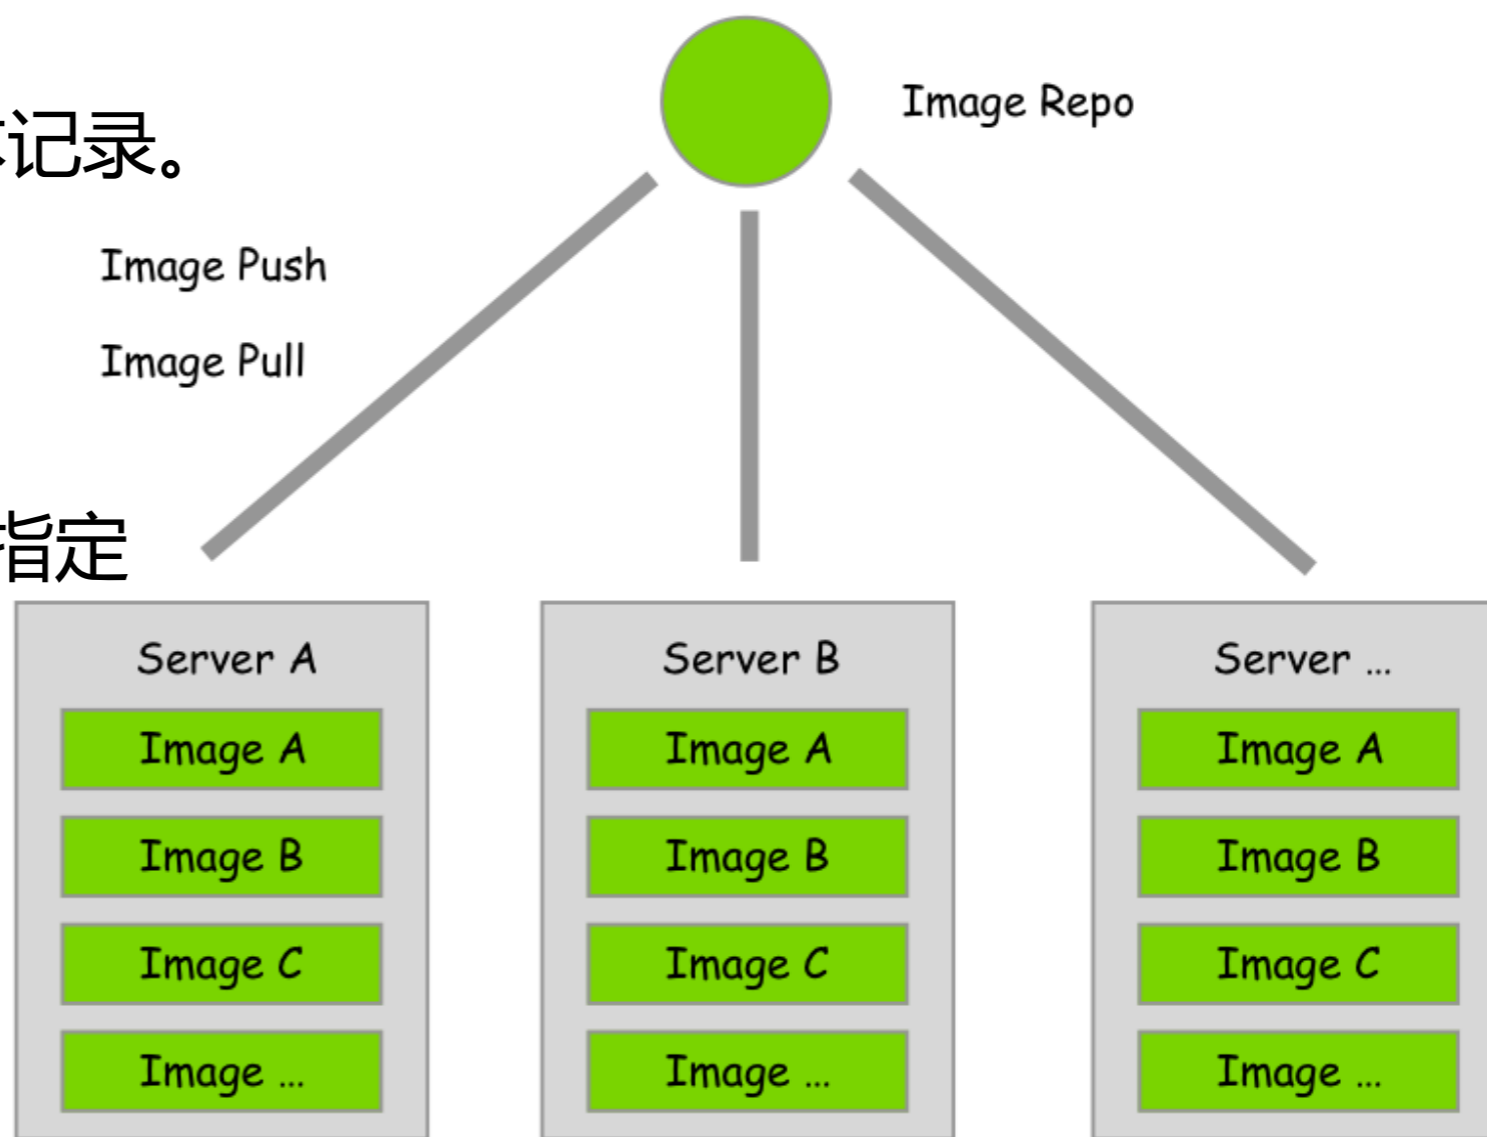 Image Repo
记录。
Image Push
Image Pull
指定
Server A
Image A
Image B
Image C
Image ...
Server B
Image A
Image B
Image C
Image ...
Server ...
Image A
Image B
Image C
Image ...